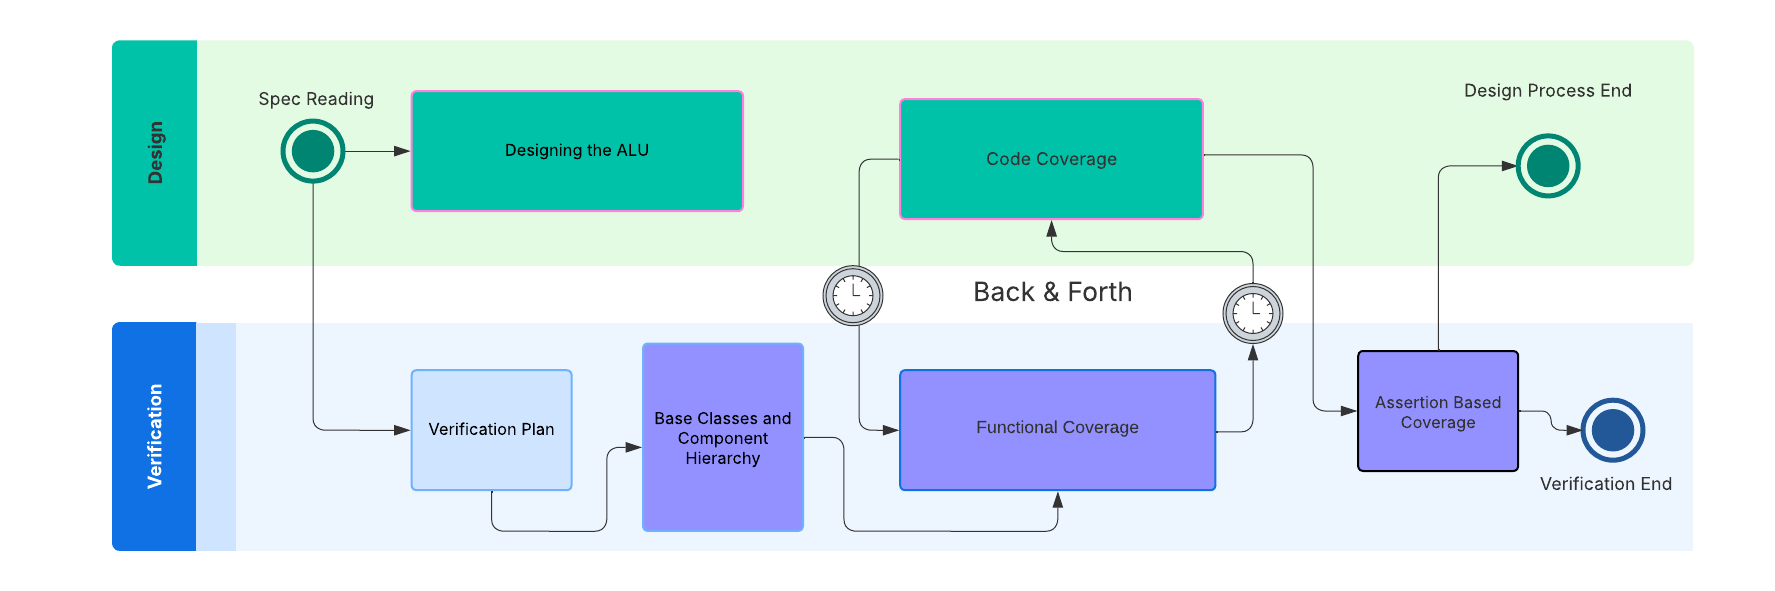 Design
Spec Reading
Designing the ALU
Code Coverage
Design Process End
Back & Forth
Verification
Verification Plan
Base Classes and
Component
Hierarchy
Functional Coverage
Assertion Based
Coverage
Verification End